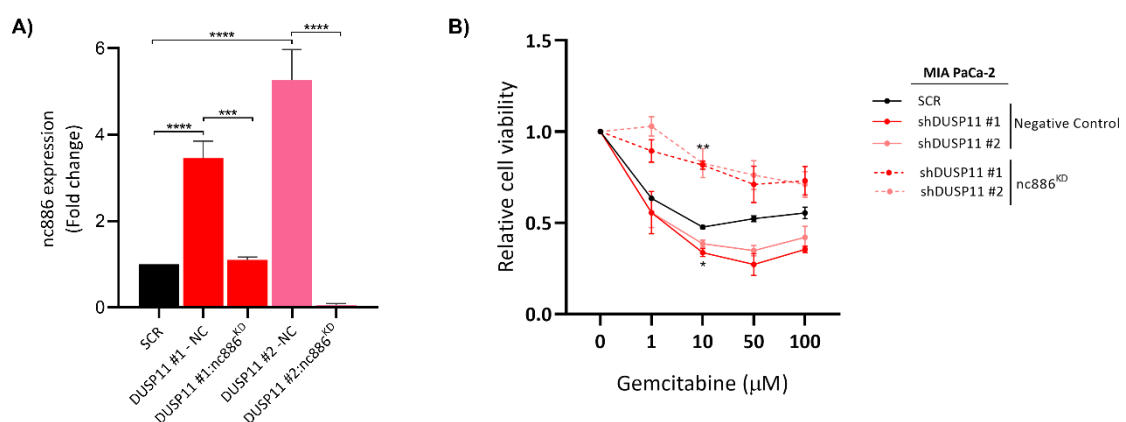 A)
nc886 expression
(Fold change)
6
4
2
0
****
****
****
***
SCR
DUSP11 #1 - NC
DUSP11 #1:nc886KD
DUSP11 #2 -NC
DUSP11 #2:nc886KD
B)
Relative cell viability
1.5
1.0
0.5
0.0
**
*
0 1 10 50 100
Gemcitabine (μM)
MIA PaCa-2
SCR
shDUSP11 #1
shDUSP11 #2
Negative Control
shDUSP11 #1
shDUSP11 #2
nc886KD